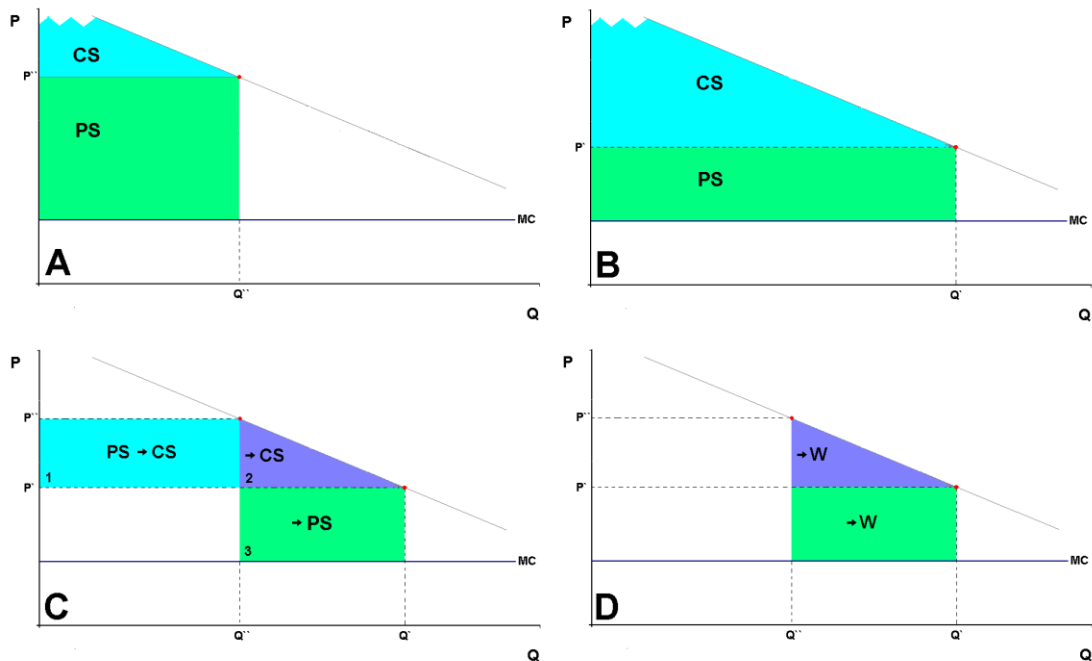 P
CS
P``
PS
MC
A
Q``
Q
P
CS
P`
PS
MC
B
Q`
Q
P
P``
PS → CS
→ CS
1
2
P`
→ PS
3
MC
C
Q``
Q`
Q
P
P``
→ W
P`
→ W
MC
D
Q``
Q`
Q